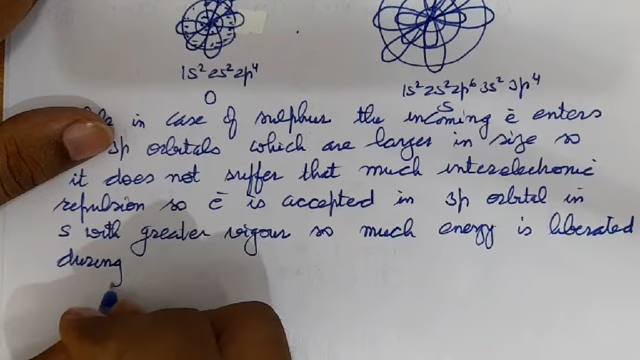 1s² 2s² 2p⁴
1s² 2s² 2p⁶ 3s² 3p⁴
O
S
in case of sulphur the incoming ē enters
3p orbitals which are larger in size so
it does not suffer that much interelectronic
repulsion so ē is accepted in 3p orbital in
S with greater vigour so much energy is liberated
during